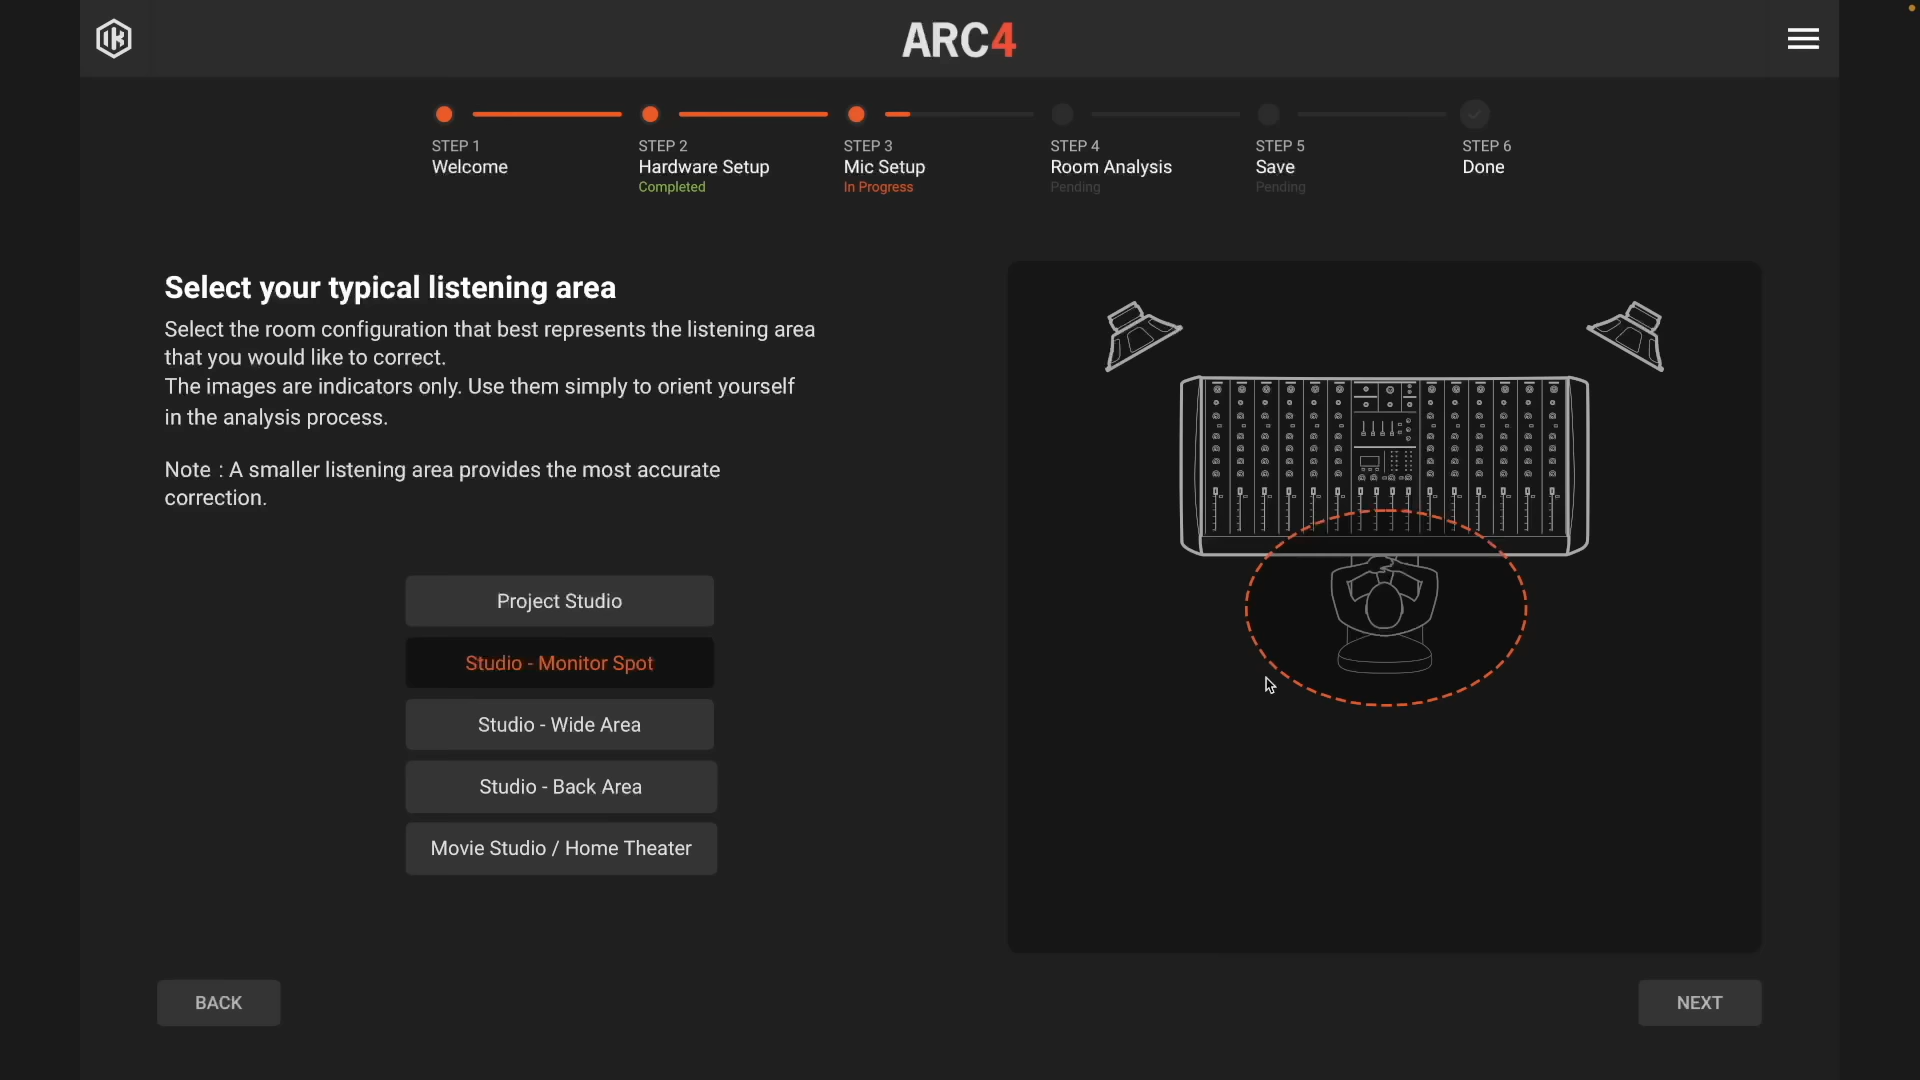 ARC4
STEP 1
Welcome
STEP 2
Hardware Setup
Completed
STEP 3
Mic Setup
In Progress
STEP 4
Room Analysis
Pending
STEP 5
Save
Pending
STEP 6
Done
Select your typical listening area
Select the room configuration that best represents the listening area
that you would like to correct.
The images are indicators only. Use them simply to orient yourself
in the analysis process.
Note : A smaller listening area provides the most accurate
correction.
Project Studio
Studio - Monitor Spot
Studio - Wide Area
Studio - Back Area
Movie Studio / Home Theater
BACK
NEXT